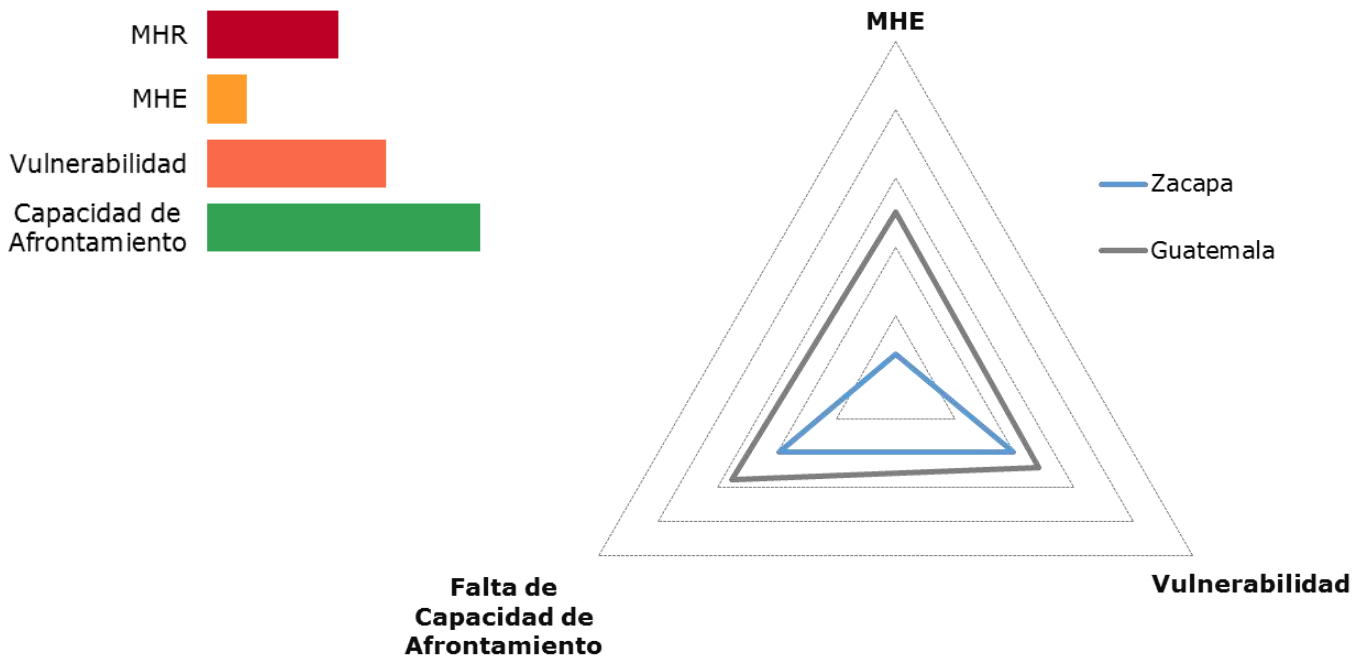 MHR
MHE
Vulnerabilidad
Capacidad de
Afrontamiento
MHE
Zacapa
Guatemala
Falta de
Capacidad de
Afrontamiento
Vulnerabilidad